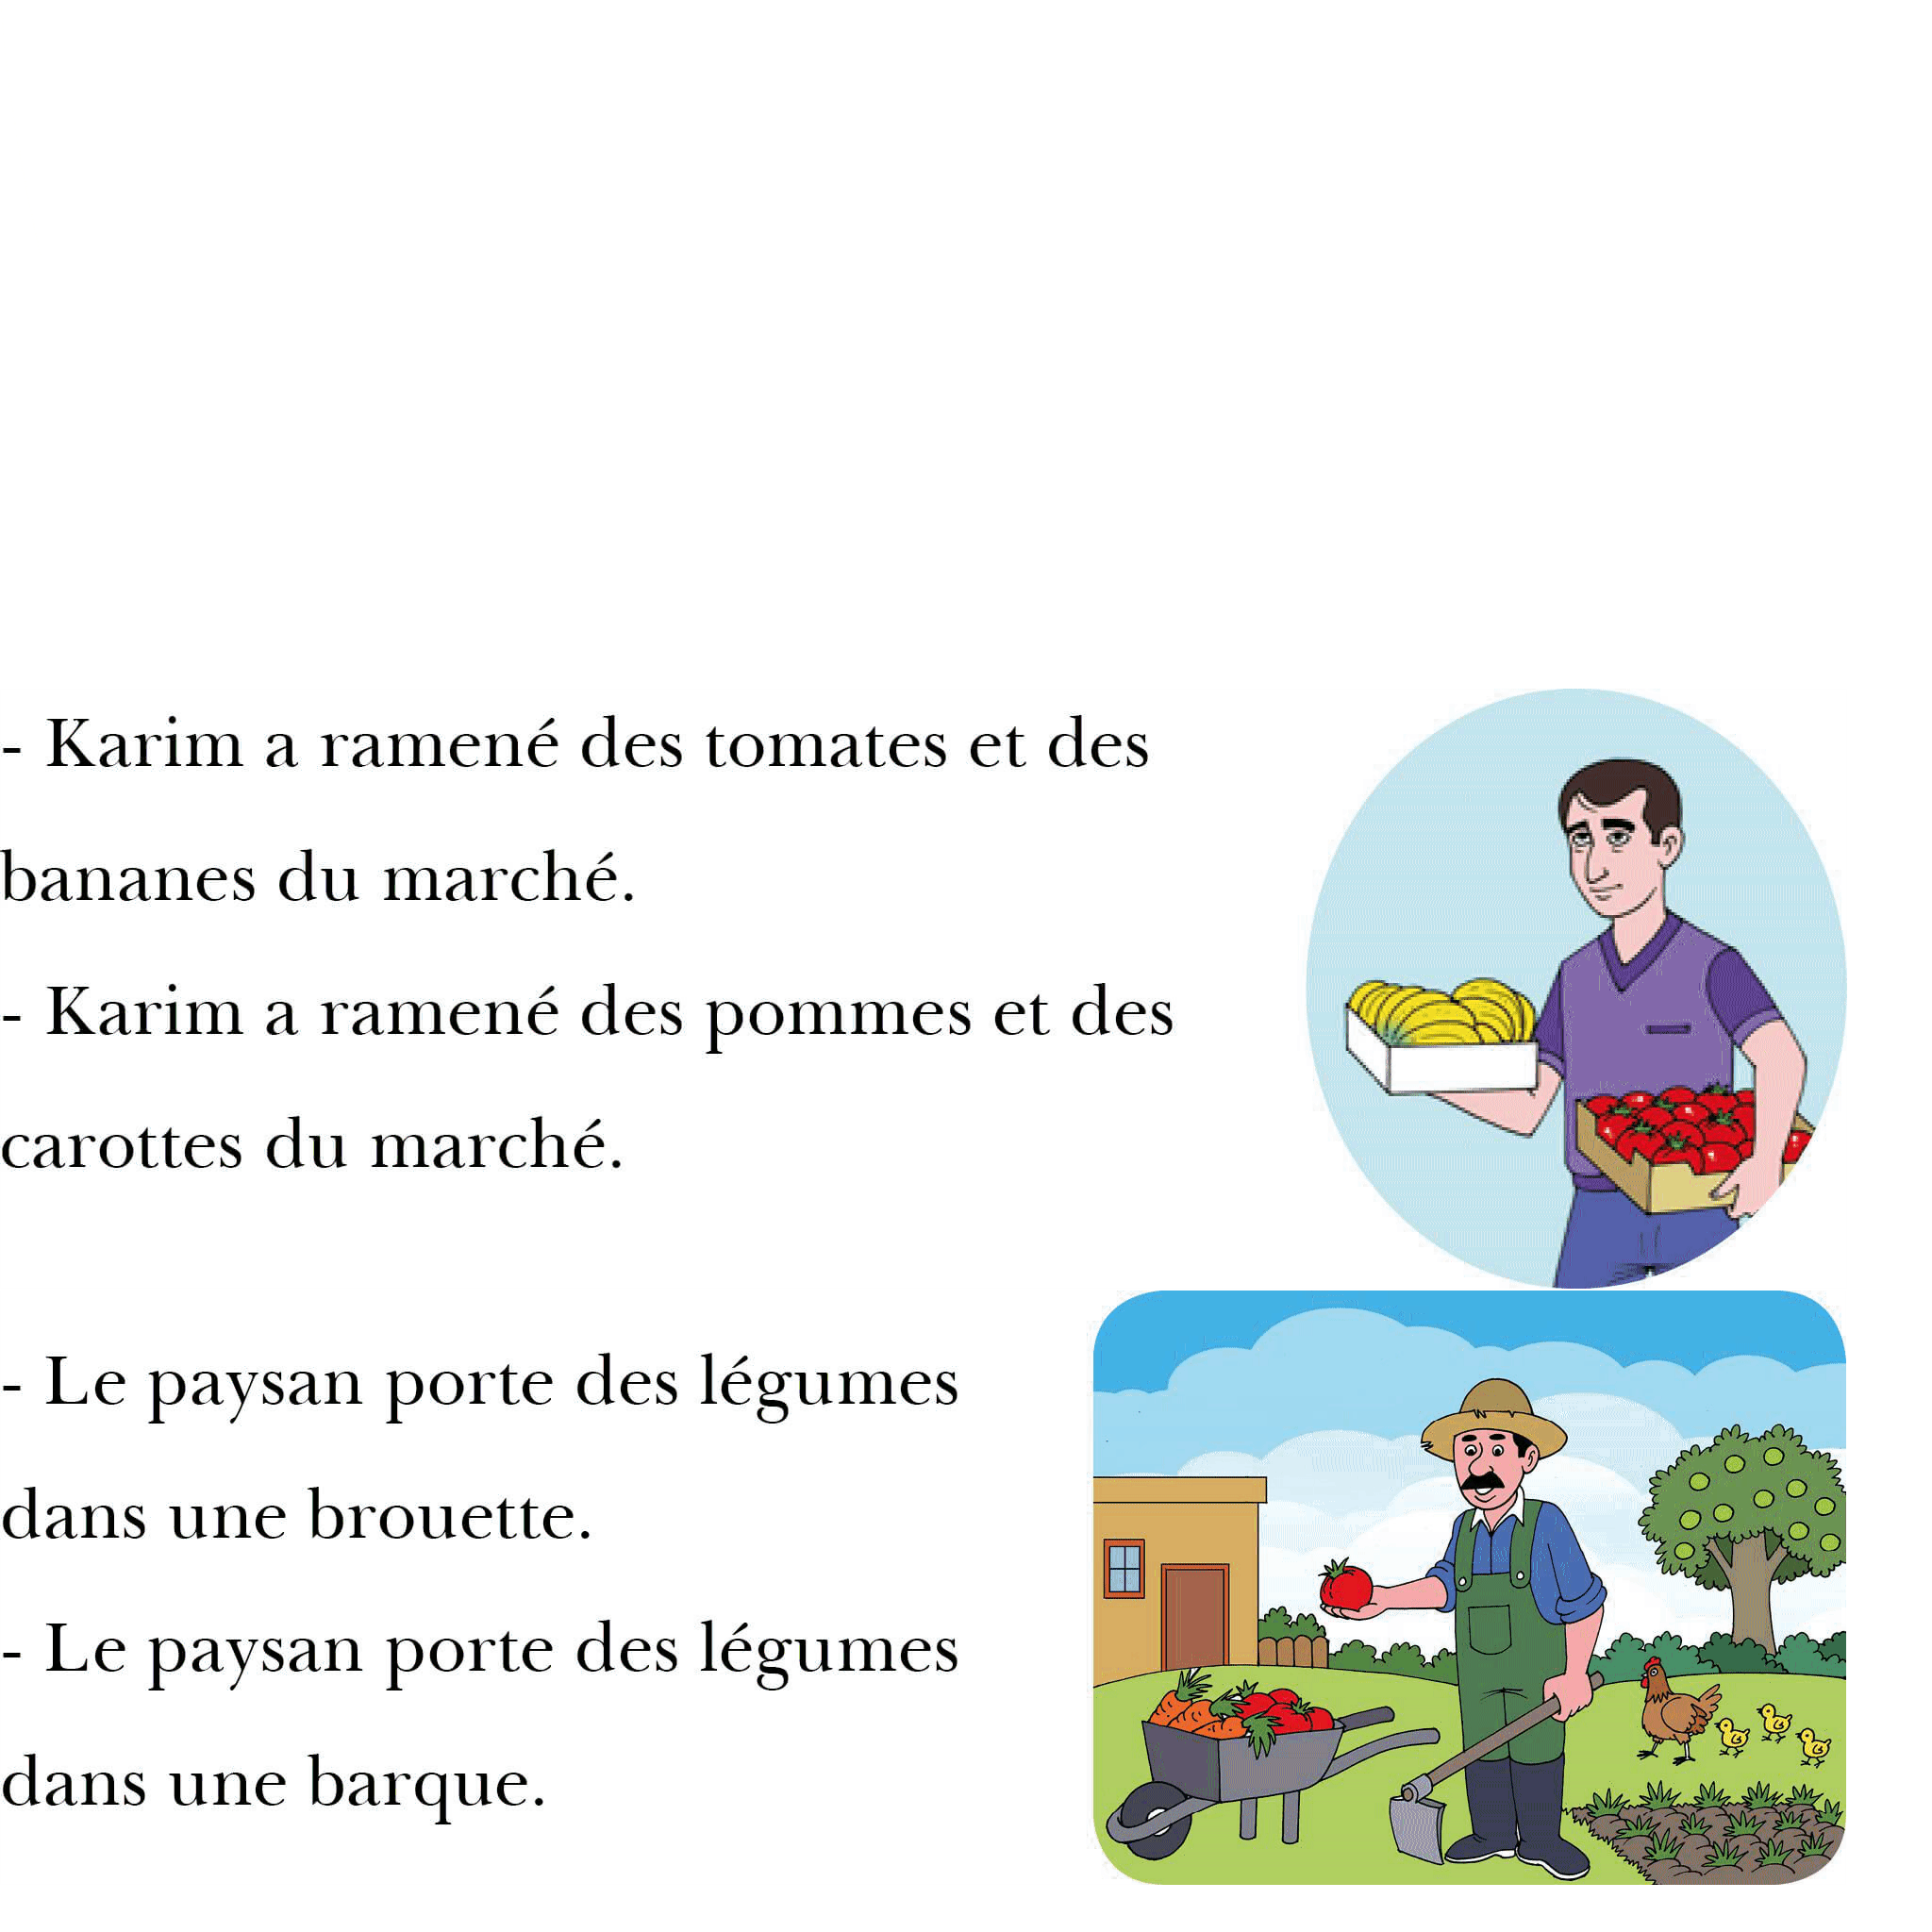 - Karim a ramené des tomates et des
bananes du marché.
- Karim a ramené des pommes et des
carottes du marché.
- Le paysan porte des légumes
dans une brouette.
- Le paysan porte des légumes
dans une barque.